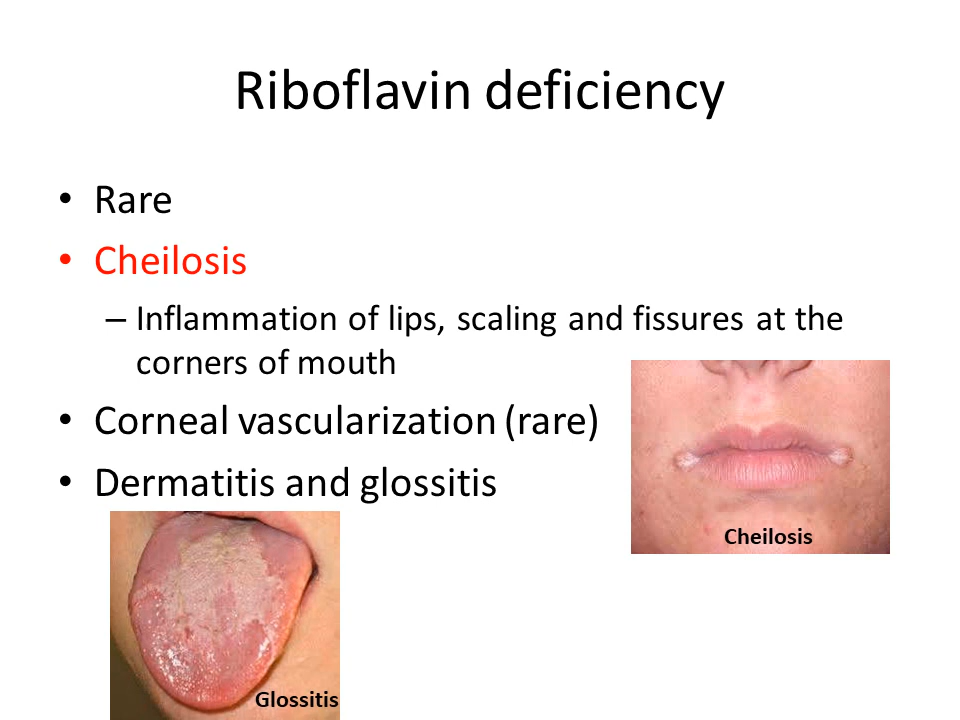 Riboflavin deficiency
• Rare
• Cheilosis
– Inflammation of lips, scaling and fissures at the
corners of mouth
• Corneal vascularization (rare)
• Dermatitis and glossitis
Cheilosis
Glossitis